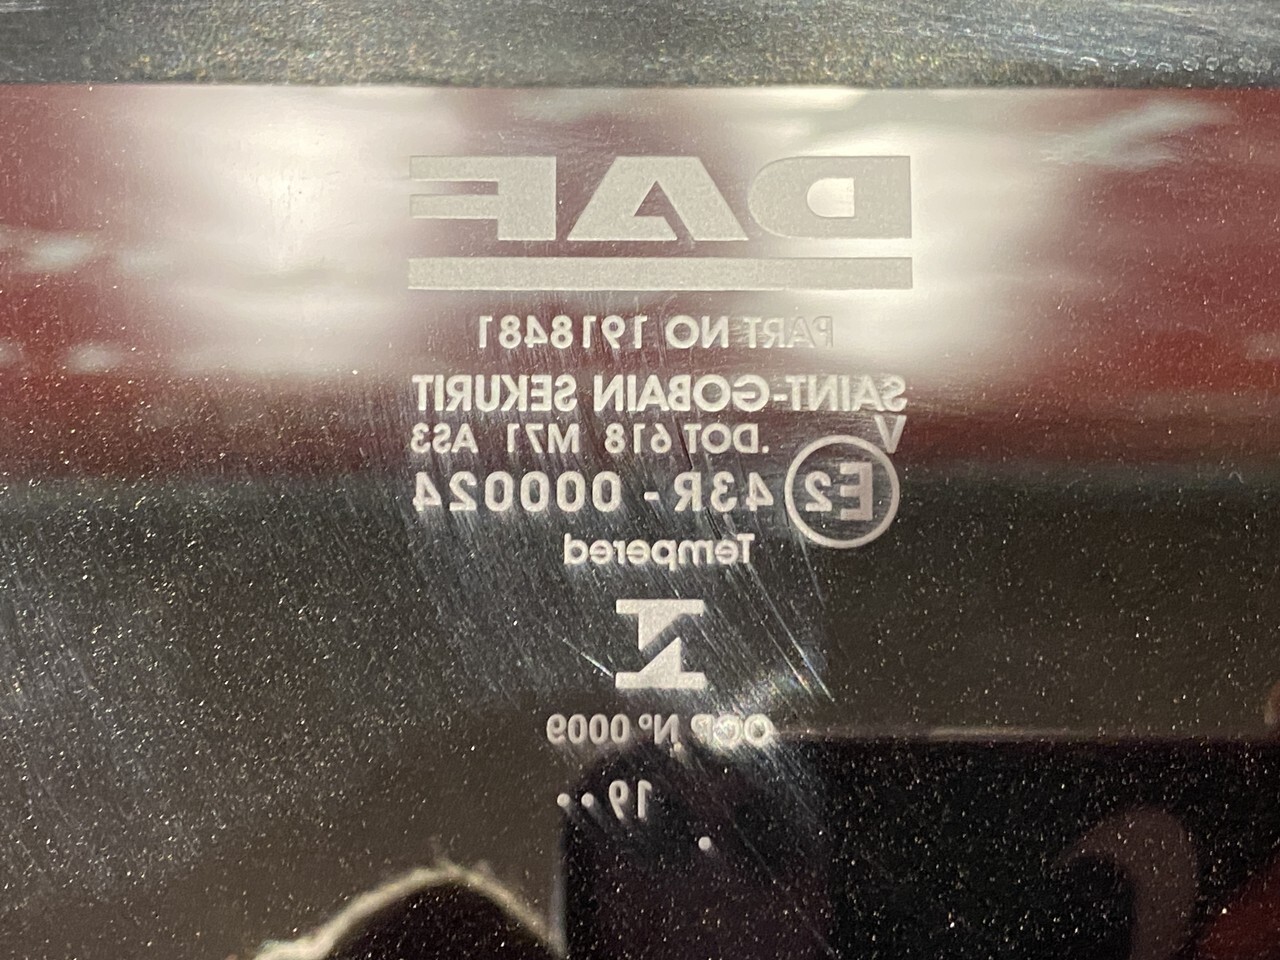 DAF
PART NO 1918481
SAINT-GOBAIN SEKURIT
V
.DOT 618 M71 AS3
E2 43R - 000024
Tempered
OCP Nº 0009
19 ..
.